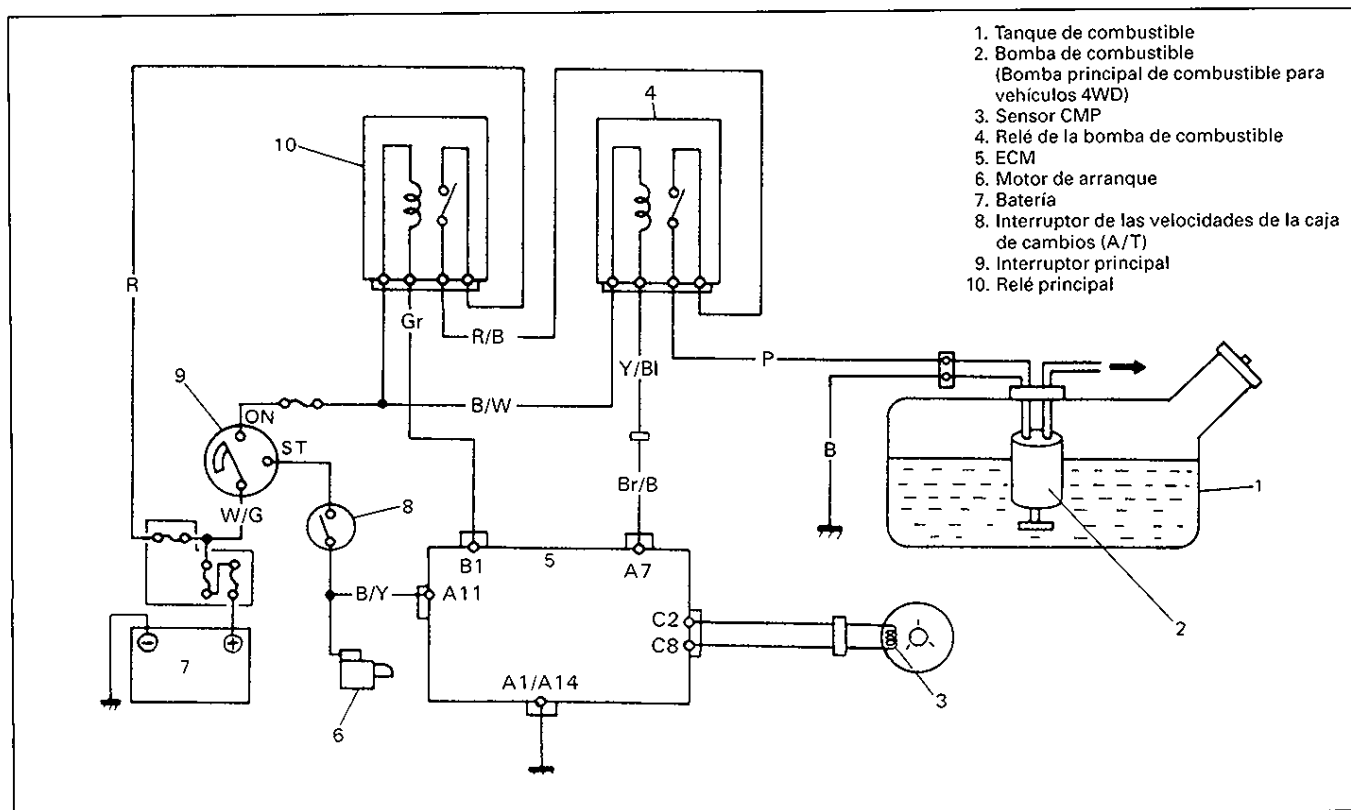 1. Tanque de combustible
2. Bomba de combustible
(Bomba principal de combustible para
vehículos 4WD)
3. Sensor CMP
4. Relé de la bomba de combustible
5. ECM
6. Motor de arranque
7. Batería
8. Interruptor de las velocidades de la caja
de cambios (A/T)
9. Interruptor principal
10. Relé principal
4
10
R
Gr
R/B
Y/Bl
P
9
ON
B/W
ST
B
W/G
8
Br/B
1
B1
5
A7
B/Y
A11
C2
C8
2
7
A1/A14
3
6